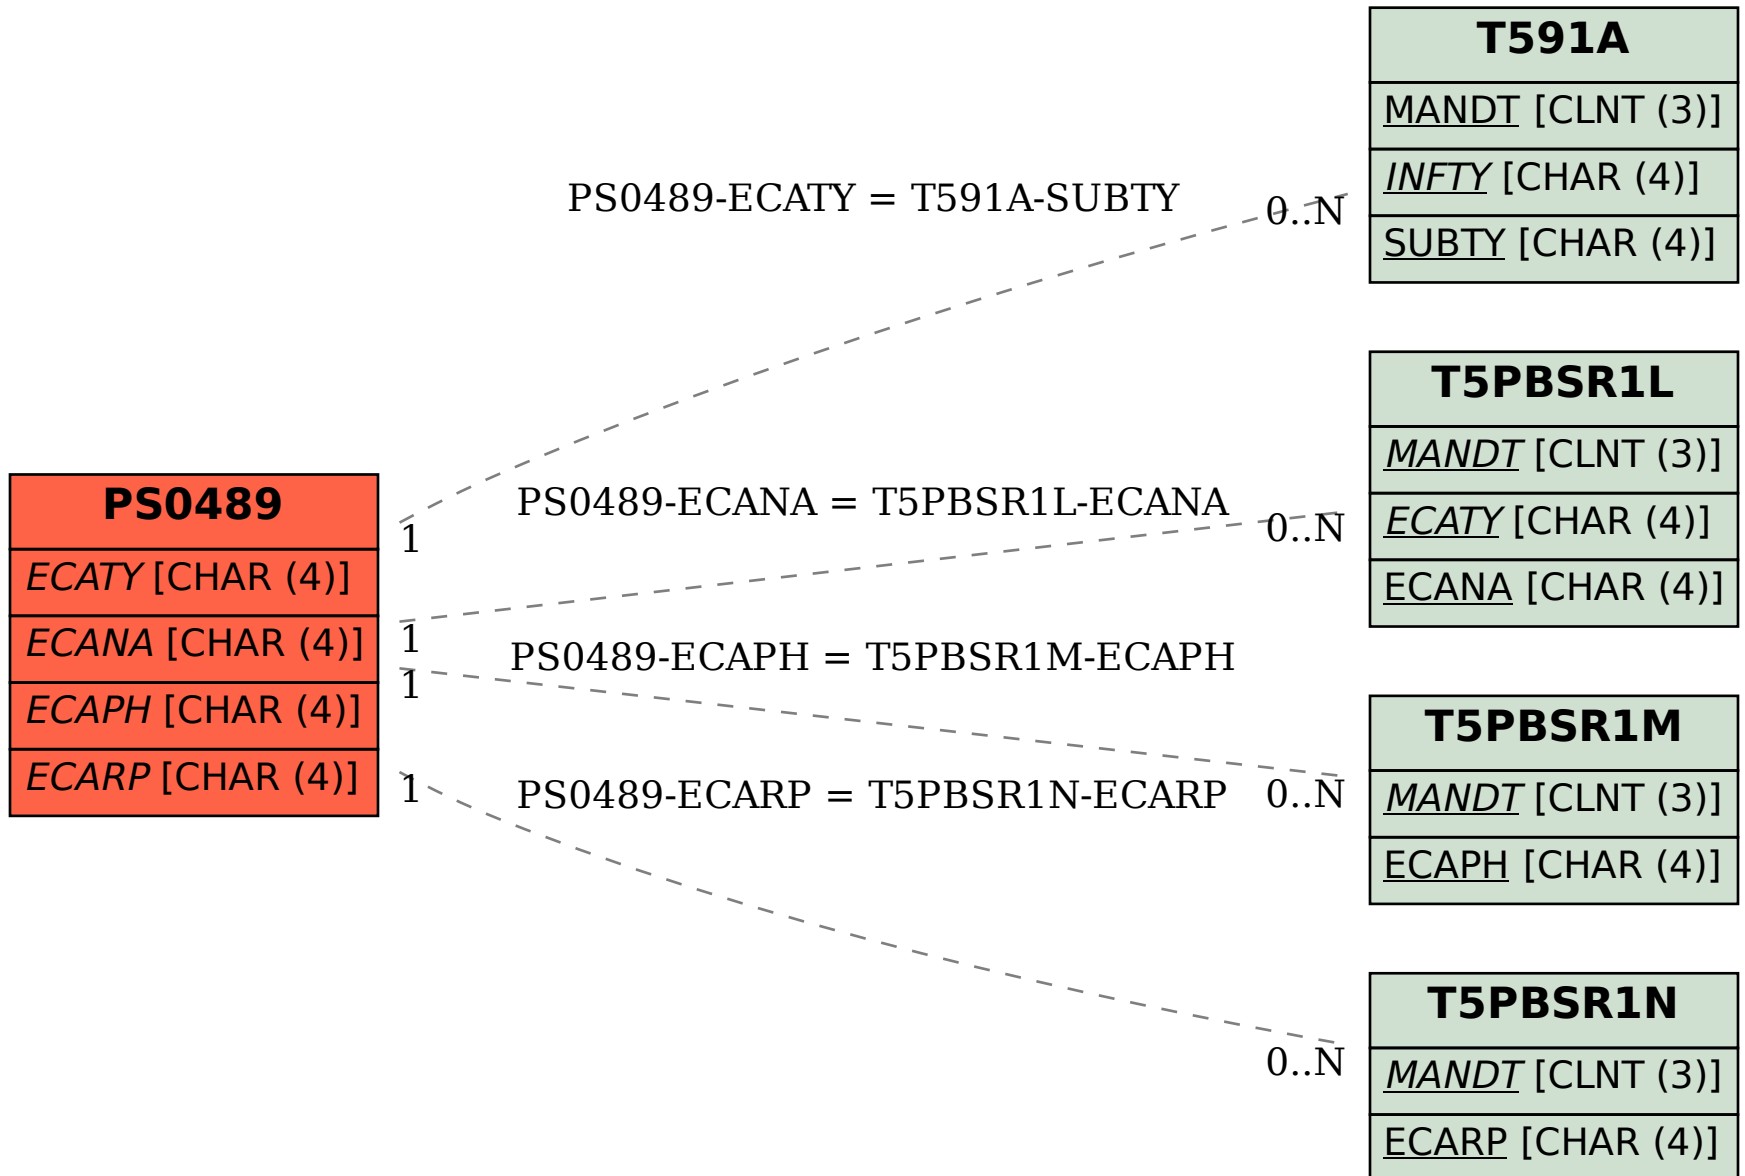 T591A
MANDT [CLNT (3)]
INFTY [CHAR (4)]
SUBTY [CHAR (4)]
PS0489-ECATY = T591A-SUBTY
0..N
T5PBSR1L
MANDT [CLNT (3)]
ECATY [CHAR (4)]
ECANA [CHAR (4)]
PS0489
ECATY [CHAR (4)]
ECANA [CHAR (4)]
ECAPH [CHAR (4)]
ECARP [CHAR (4)]
1
PS0489-ECANA = T5PBSR1L-ECANA
0..N
1
PS0489-ECAPH = T5PBSR1M-ECAPH
1
T5PBSR1M
MANDT [CLNT (3)]
ECAPH [CHAR (4)]
1
PS0489-ECARP = T5PBSR1N-ECARP
0..N
T5PBSR1N
MANDT [CLNT (3)]
ECARP [CHAR (4)]
0..N